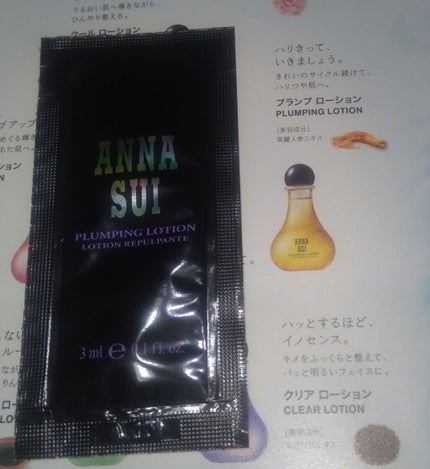 うるおい肌へ導きながら、
ひんやり整える。
クール ローション
ANNA
SUI
PLUMPING LOTION
LOTION REPULPANTE
3 ml e 0.1 fl. oz.
ハリきって、
いきましょう。
きれいのサイクル続けて、
ハリつや肌へ。
プランプ ローション
PLUMPING LOTION
[美容成分]
高麗人参エキス
ANNA
SUI
ハッとするほど、
イノセンス。
キメをふっくらと整えて、
パッと明るいフェイスに。
クリア ローション
CLEAR LOTION